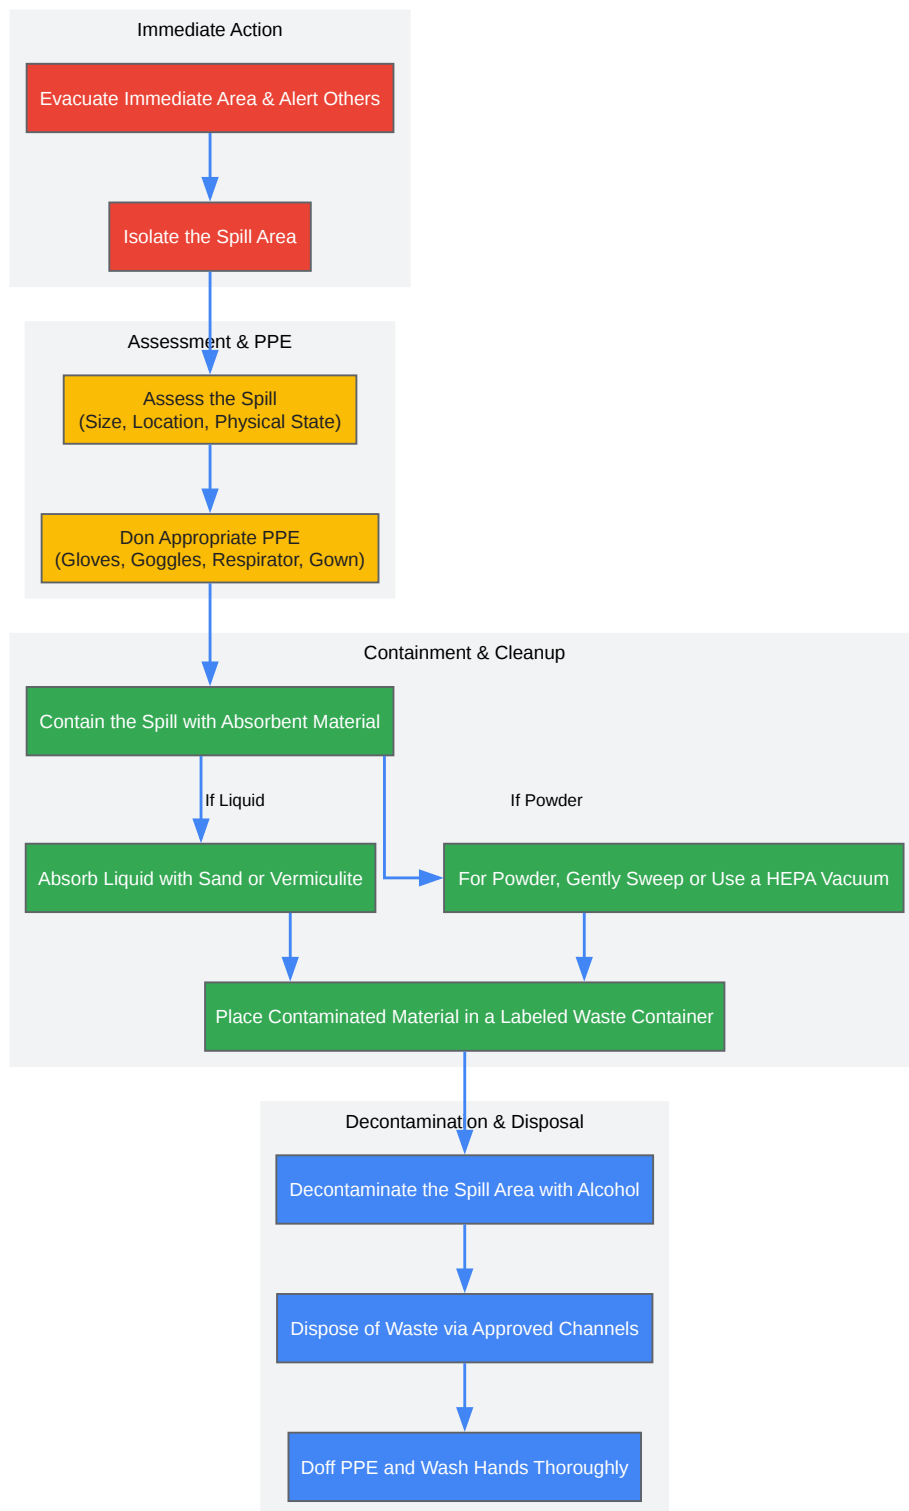 Immediate Action
Evacuate Immediate Area & Alert Others
Isolate the Spill Area
Assessment & PPE
Assess the Spill
(Size, Location, Physical State)
Don Appropriate PPE
(Gloves, Goggles, Respirator, Gown)
Containment & Cleanup
Contain the Spill with Absorbent Material
If Liquid
If Powder
Absorb Liquid with Sand or Vermiculite
For Powder, Gently Sweep or Use a HEPA Vacuum
Place Contaminated Material in a Labeled Waste Container
Decontamination & Disposal
Decontaminate the Spill Area with Alcohol
Dispose of Waste via Approved Channels
Doff PPE and Wash Hands Thoroughly